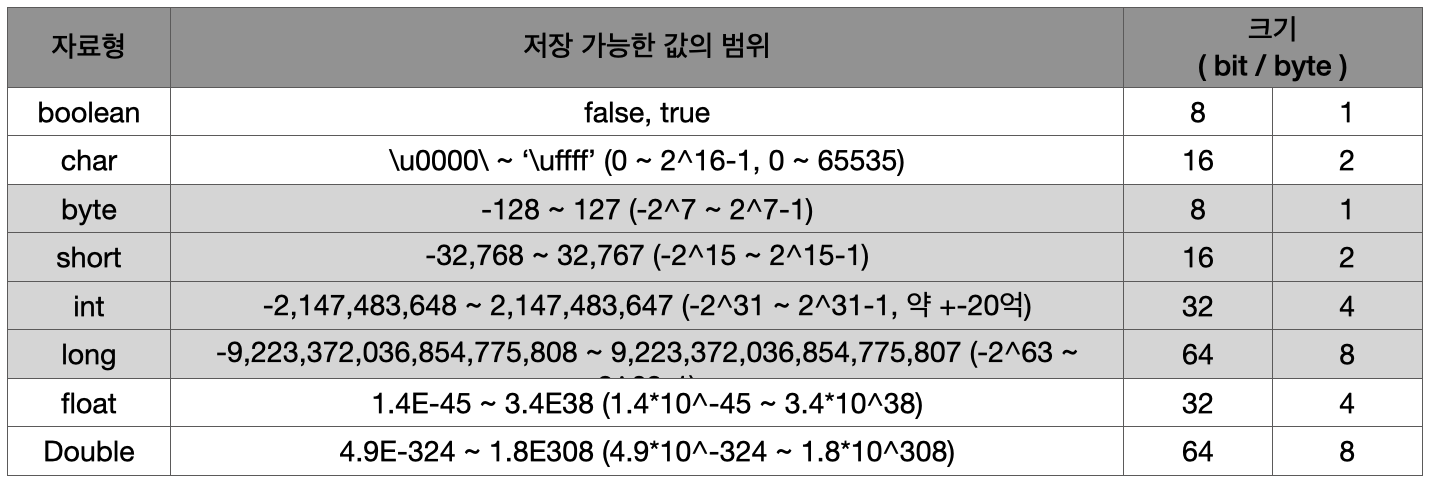 자료형 저장 가능한 값의 범위 크기
( bit / byte )
boolean false, true 8 1
char \u0000\ ~ ‘\uffff’ (0 ~ 2^16-1, 0 ~ 65535) 16 2
byte -128 ~ 127 (-2^7 ~ 2^7-1) 8 1
short -32,768 ~ 32,767 (-2^15 ~ 2^15-1) 16 2
int -2,147,483,648 ~ 2,147,483,647 (-2^31 ~ 2^31-1, 약 +-20억) 32 4
long -9,223,372,036,854,775,808 ~ 9,223,372,036,854,775,807 (-2^63 ~ 64 8
float 1.4E-45 ~ 3.4E38 (1.4*10^-45 ~ 3.4*10^38) 32 4
Double 4.9E-324 ~ 1.8E308 (4.9*10^-324 ~ 1.8*10^308) 64 8